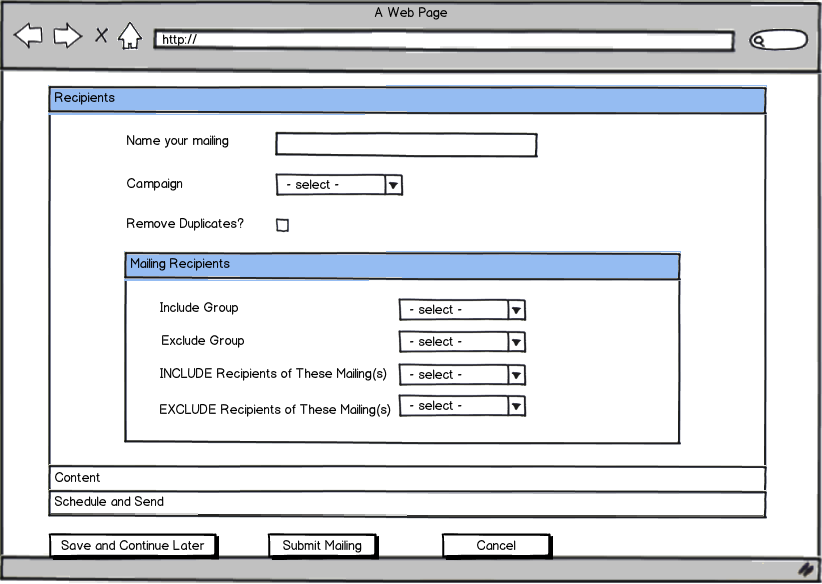 A Web Page
http://
Recipients
Name your mailing
Campaign - select -
Remove Duplicates?
Mailing Recipients
Include Group - select -
Exclude Group - select -
INCLUDE Recipients of These Mailing(s) - select -
EXCLUDE Recipients of These Mailing(s) - select -
Content
Schedule and Send
Save and Continue Later Submit Mailing Cancel